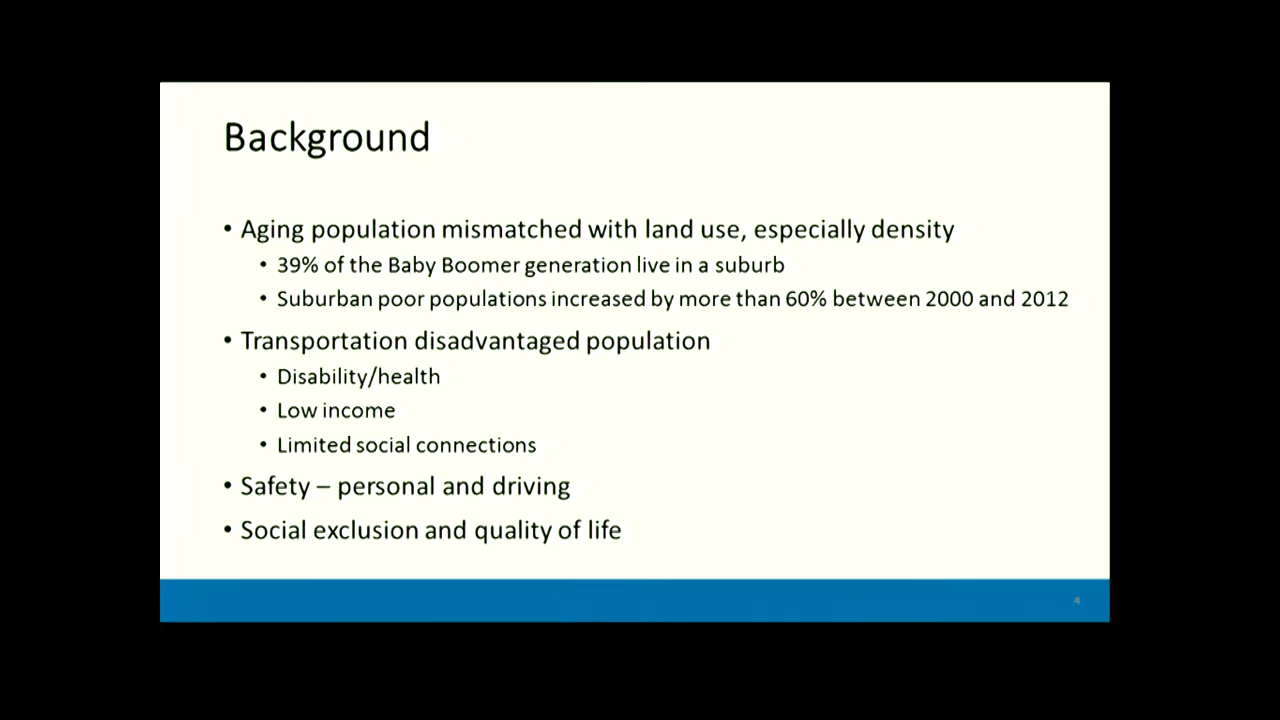 Background
• Aging population mismatched with land use, especially density
• 39% of the Baby Boomer generation live in a suburb
• Suburban poor populations increased by more than 60% between 2000 and 2012
• Transportation disadvantaged population
• Disability/health
• Low income
• Limited social connections
• Safety – personal and driving
• Social exclusion and quality of life
4